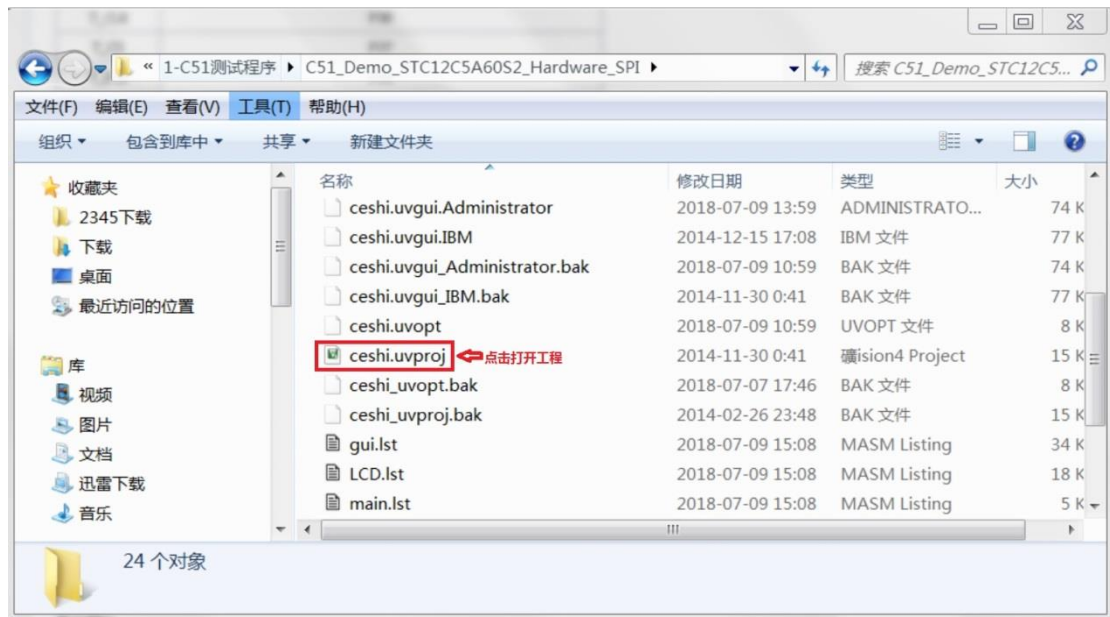 « 1-C51测试程序 ▸ C51_Demo_STC12C5A60S2_Hardware_SPI ▸ 搜索 C51_Demo_STC12C5...
文件(F) 编辑(E) 查看(V) 工具(T) 帮助(H)
组织 包含到库中 共享 新建文件夹
收藏夹
2345下载
下载
桌面
最近访问的位置
库
视频
图片
文档
迅雷下载
音乐
名称 修改日期 类型 大小
ceshi.uvgui.Administrator 2018-07-09 13:59 ADMINISTRATO... 74 K
ceshi.uvgui.IBM 2014-12-15 17:08 IBM 文件 77 K
ceshi.uvgui_Administrator.bak 2018-07-09 10:59 BAK 文件 74 K
ceshi.uvgui_IBM.bak 2014-11-30 0:41 BAK 文件 77 K
ceshi.uvopt 2018-07-09 10:59 UVOPT 文件 8 K
ceshi.uvproj 点击打开工程 2014-11-30 0:41 礦ision4 Project 15 K
ceshi_uvopt.bak 2018-07-07 17:46 BAK 文件 8 K
ceshi_uvproj.bak 2014-02-26 23:48 BAK 文件 15 K
gui.lst 2018-07-09 15:08 MASM Listing 34 K
LCD.lst 2018-07-09 15:08 MASM Listing 18 K
main.lst 2018-07-09 15:08 MASM Listing 5 K
24 个对象